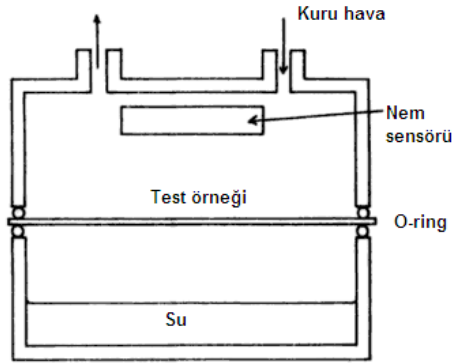 Kuru hava
Nem
sensörü
Test örneği
O-ring
Su